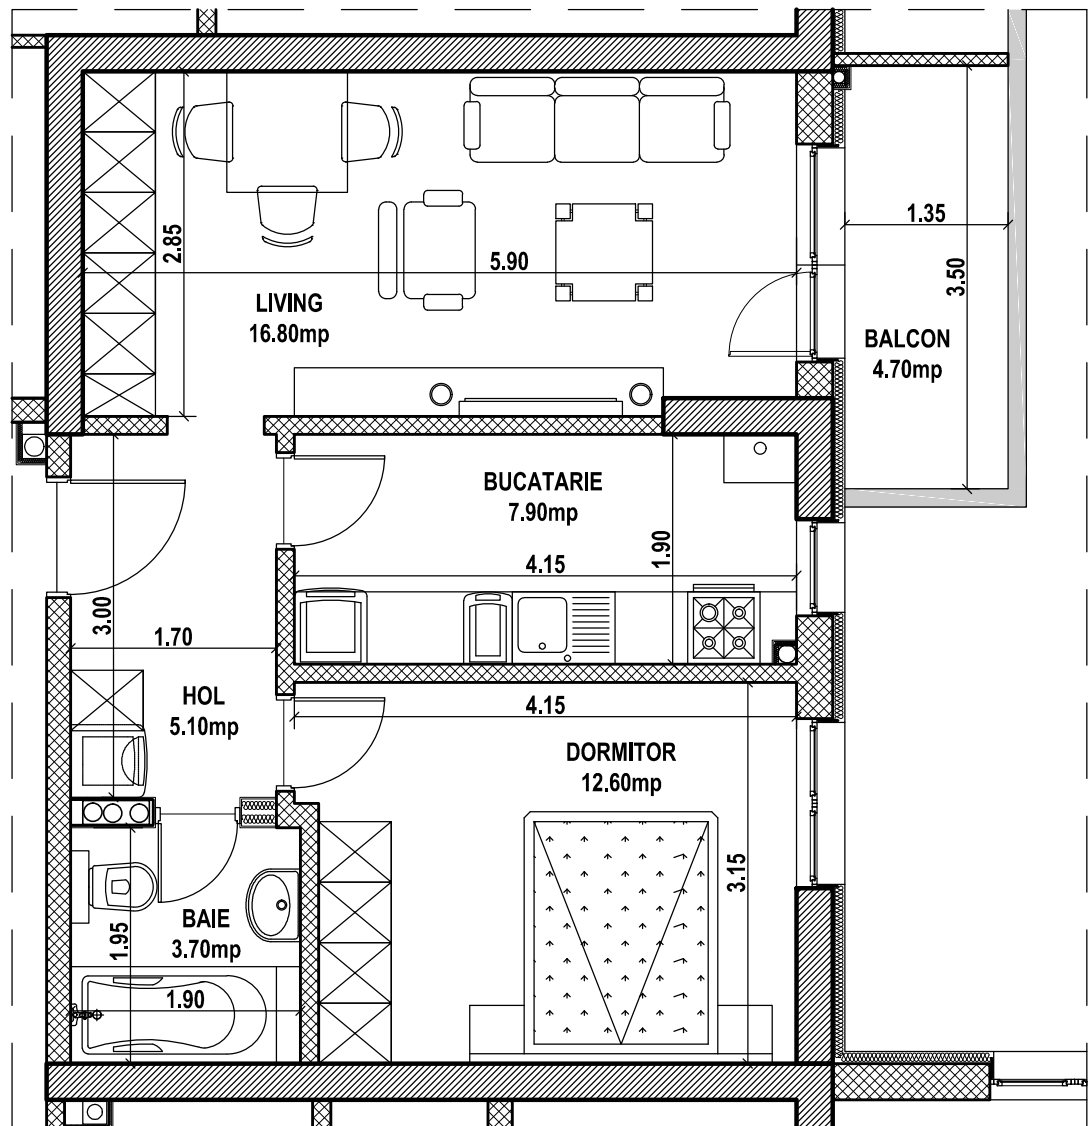 2.85
5.90
LIVING
16.80mp
1.35
3.50
BALCON
4.70mp
BUCATARIE
7.90mp
1.90
4.15
3.00
1.70
HOL
5.10mp
4.15
DORMITOR
12.60mp
3.15
BAIE
3.70mp
1.95
1.90